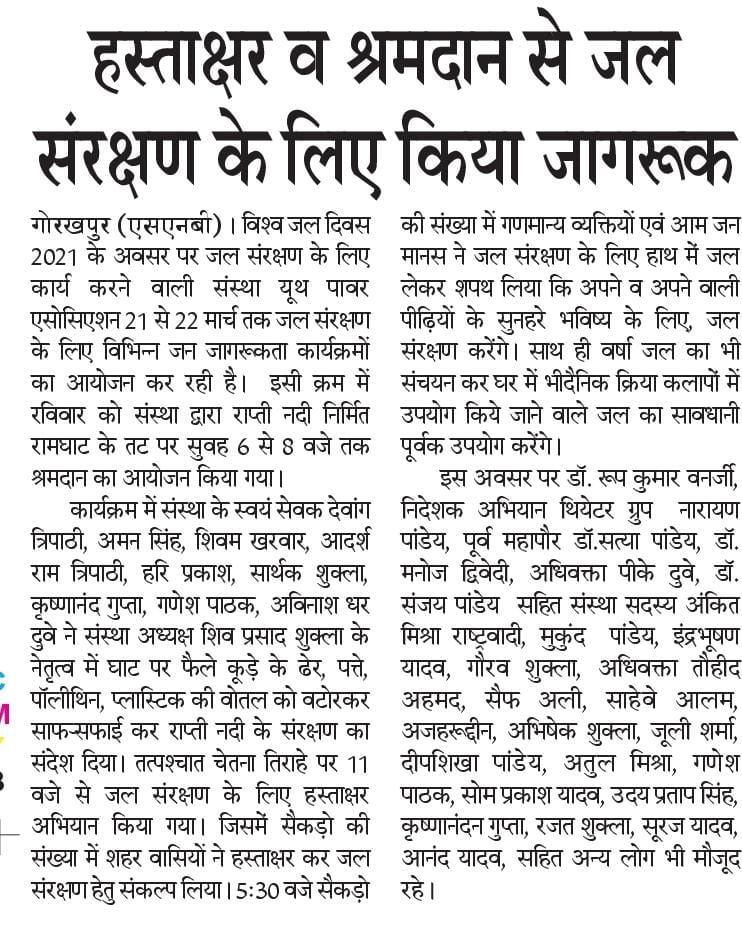 हस्ताक्षर व श्रमदान से जल
संरक्षण के लिए किया जागरूक
गोरखपुर (एसएनबी) । विश्व जल दिवस
2021 के अवसर पर जल संरक्षण के लिए
कार्य करने वाली संस्था यूथ पावर
एसोसिएशन 21 से 22 मार्च तक जल संरक्षण
के लिए विभिन्न जन जागरूकता कार्यक्रमों
का आयोजन कर रही है। इसी क्रम में
रविवार को संस्था द्वारा राप्ती नदी निर्मित
रामघाट के तट पर सुवह 6 से 8 वजे तक
श्रमदान का आयोजन किया गया।
कार्यक्रम में संस्था के स्वयं सेवक देवांग
त्रिपाठी, अमन सिंह, शिवम खरवार, आदर्श
राम त्रिपाठी, हरि प्रकाश, सार्थक शुक्ला,
कृष्णानंद गुप्ता, गणेश पाठक, अविनाश धर
दुवे ने संस्था अध्यक्ष शिव प्रसाद शुक्ला के
नेतृत्व में घाट पर फैले कूड़े के ढेर, पत्ते,
पॉलीथिन, प्लास्टिक की वोतल को वटोरकर
साफ-सफाई कर राप्ती नदी के संरक्षण का
संदेश दिया। तत्पश्चात चेतना तिराहे पर 11
वजे से जल संरक्षण के लिए हस्ताक्षर
अभियान किया गया। जिसमें सैकड़ो की
संख्या में शहर वासियों ने हस्ताक्षर कर जल
संरक्षण हेतु संकल्प लिया। 5:30 वजे सैकड़ो
की संख्या में गणमान्य व्यक्तियों एवं आम जन
मानस ने जल संरक्षण के लिए हाथ में जल
लेकर शपथ लिया कि अपने व अपने वाली
पीढ़ियों के सुनहरे भविष्य के लिए, जल
संरक्षण करेंगे। साथ ही वर्षा जल का भी
संचयन कर घर में भीदैनिक क्रिया कलापों में
उपयोग किये जाने वाले जल का सावधानी
पूर्वक उपयोग करेंगे।
इस अवसर पर डॉ. रूप कुमार वनर्जी,
निदेशक अभियान थियेटर ग्रुप नारायण
पांडेय, पूर्व महापौर डॉ.सत्या पांडेय, डॉ.
मनोज द्विवेदी, अधिवक्ता पीके दुवे, डॉ.
संजय पांडेय सहित संस्था सदस्य अंकित
मिश्रा राष्ट्रवादी, मुकुंद पांडेय, इंद्रभूषण
यादव, गौरव शुक्ला, अधिवक्ता तौहीद
अहमद, सैफ अली, साहेवे आलम,
अजहरूद्दीन, अभिषेक शुक्ला, जूली शर्मा,
दीपशिखा पांडेय, अतुल मिश्रा, गणेश
पाठक, सोम प्रकाश यादव, उदय प्रताप सिंह,
कृष्णानंदन गुप्ता, रजत शुक्ला, सूरज यादव,
आनंद यादव, सहित अन्य लोग भी मौजूद
रहे।